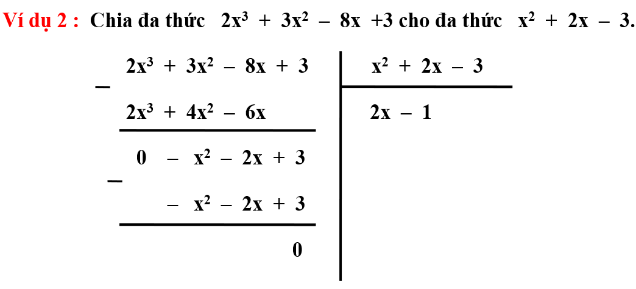 Ví dụ 2 : Chia đa thức 2x³ + 3x² – 8x +3 cho đa thức x² + 2x – 3.
2x³ + 3x² – 8x + 3 x² + 2x – 3
–
2x³ + 4x² – 6x 2x – 1
0 – x² – 2x + 3
–
– x² – 2x + 3
0